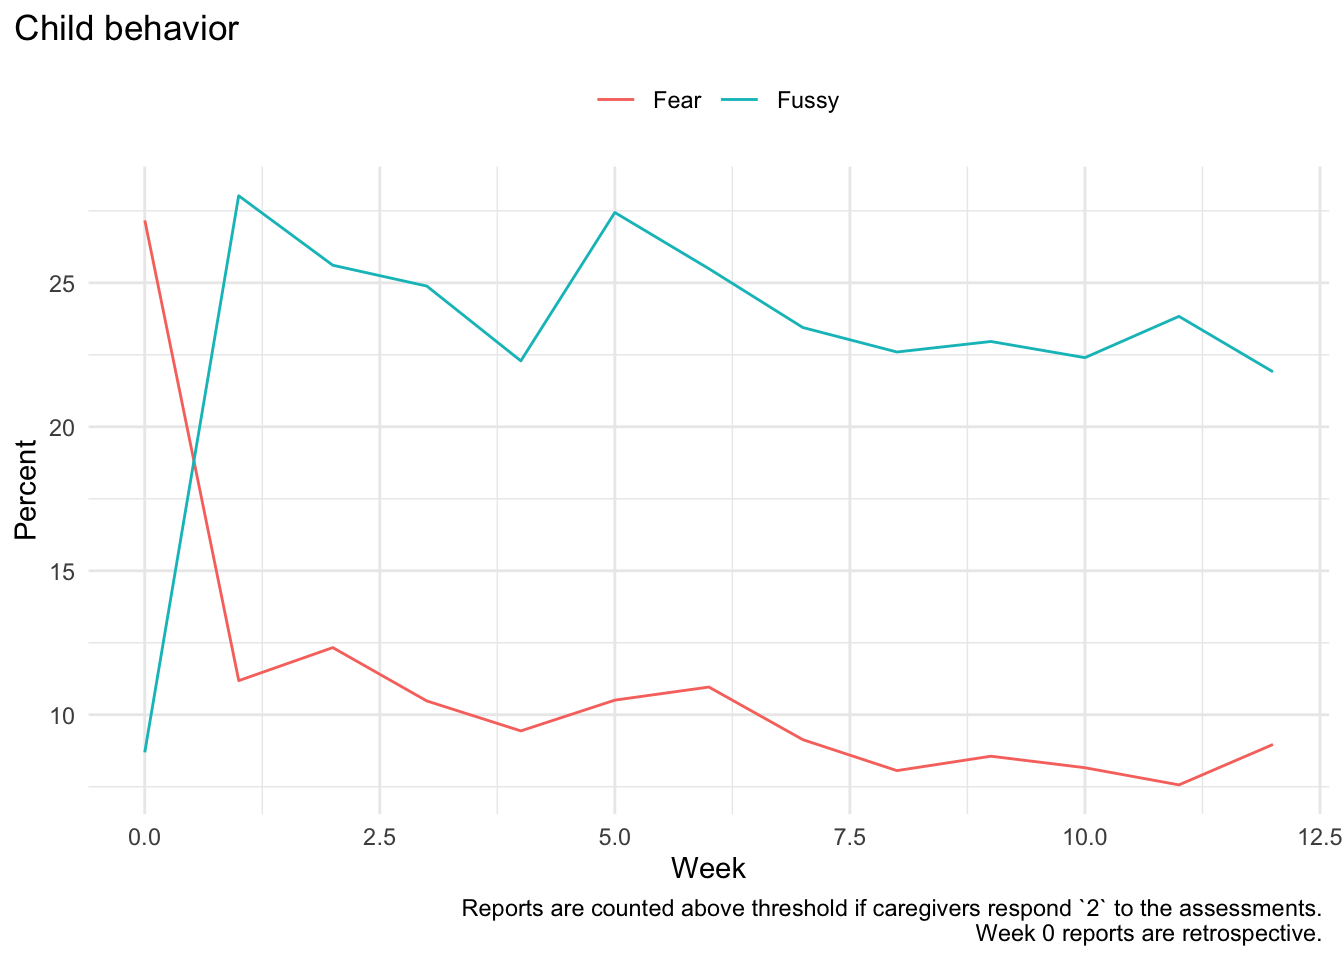 Child behavior
Fear Fussy
Percent
25
20
15
10
0.0 2.5 5.0 7.5 10.0 12.5
Week
Reports are counted above threshold if caregivers respond `2` to the assessments.
Week 0 reports are retrospective.